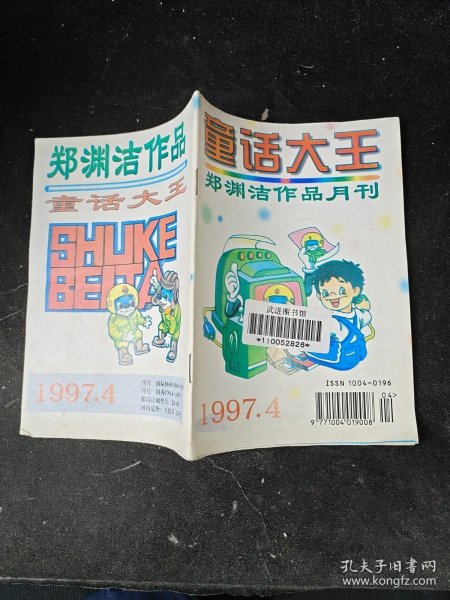 郑渊洁作品
童话大王
SHUKE
BEITA
1997.4
童话大王
郑渊洁作品月刊
武进图书馆
*110052826*
1997.4
ISSN 1004-0196
04>
9 771004 019008
孔夫子旧书网
www.kongfz.com